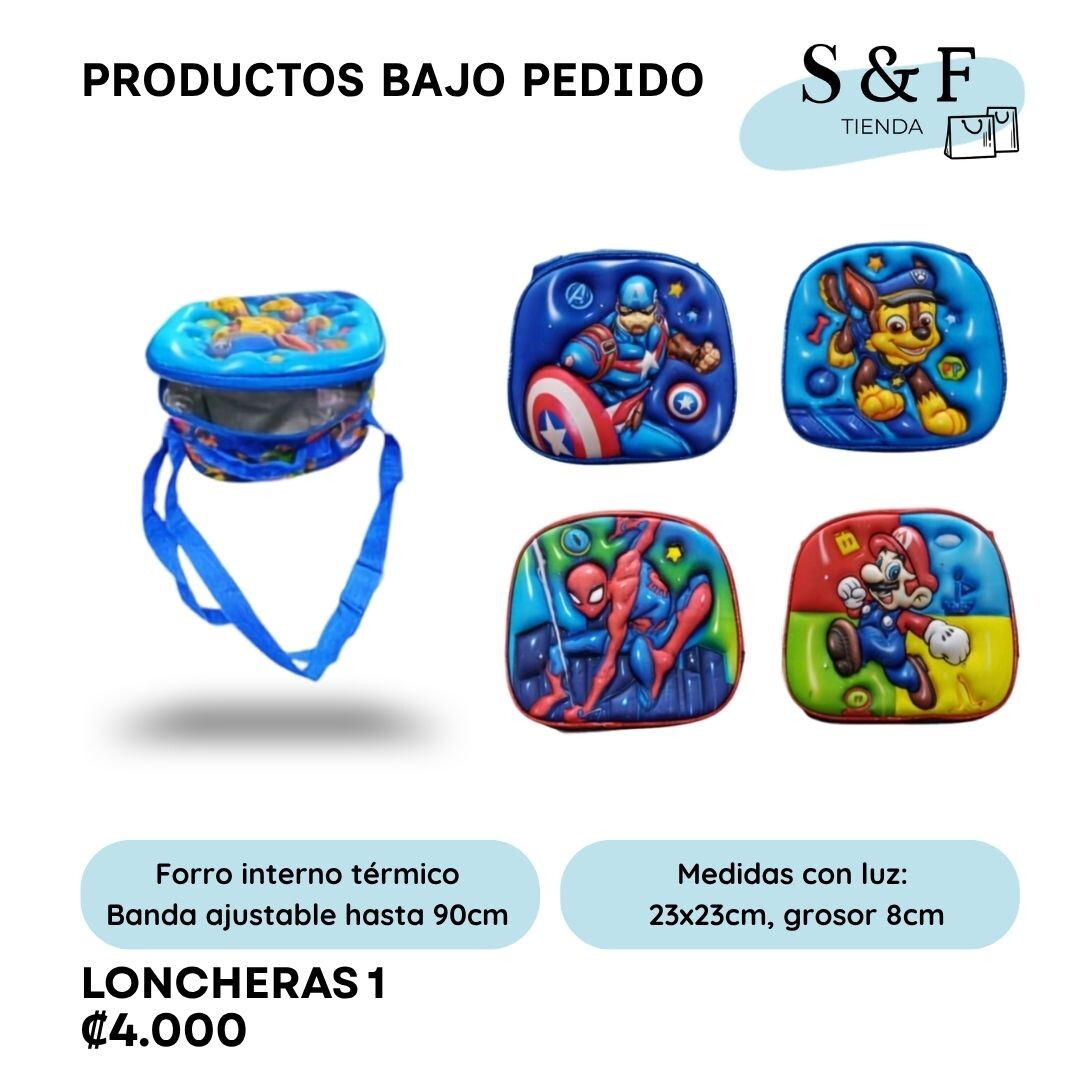 PRODUCTOS BAJO PEDIDO
S & F
TIENDA
Forro interno térmico
Banda ajustable hasta 90cm
Medidas con luz:
23x23cm, grosor 8cm
LONCHERAS 1
₡4.000